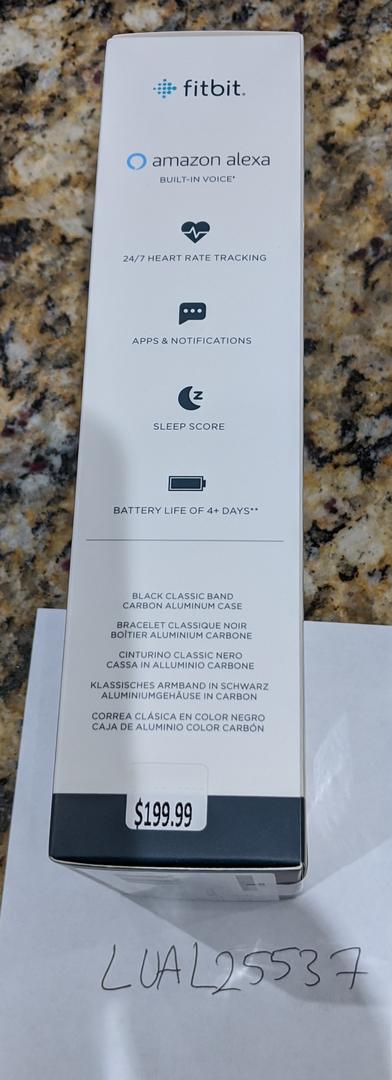 fitbit.
amazon alexa
BUILT-IN VOICE*
24/7 HEART RATE TRACKING
APPS & NOTIFICATIONS
Z
SLEEP SCORE
BATTERY LIFE OF 4+ DAYS**
BLACK CLASSIC BAND
CARBON ALUMINUM CASE
BRACELET CLASSIQUE NOIR
BOÎTIER ALUMINIUM CARBONE
CINTURINO CLASSIC NERO
CASSA IN ALLUMINIO CARBONE
KLASSISCHES ARMBAND IN SCHWARZ
ALUMINIUMGEHÄUSE IN CARBON
CORREA CLÁSICA EN COLOR NEGRO
CAJA DE ALUMINIO COLOR CARBÓN
$199.99
LUAL25537